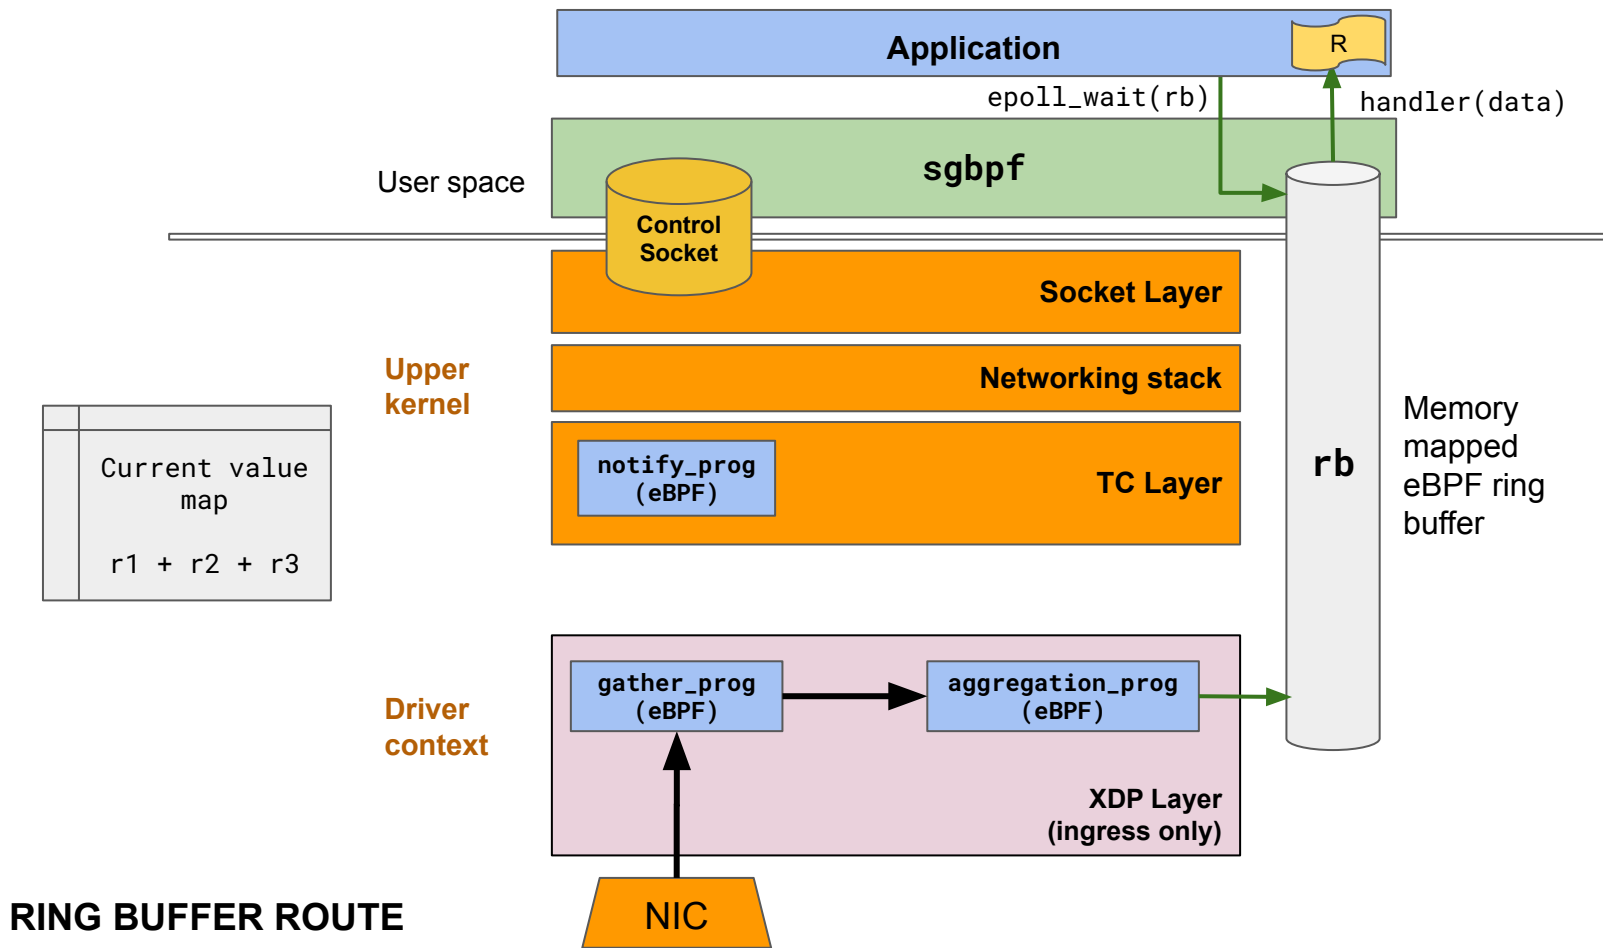 Application
R
epoll_wait(rb)
handler(data)
sgbpf
User space
Control
Socket
Socket Layer
Upper
kernel
Networking stack
Current value
map
r1 + r2 + r3
notify_prog
(eBPF)
TC Layer
rb
Memory
mapped
eBPF ring
buffer
Driver
context
gather_prog
(eBPF)
aggregation_prog
(eBPF)
XDP Layer
(ingress only)
NIC
RING BUFFER ROUTE